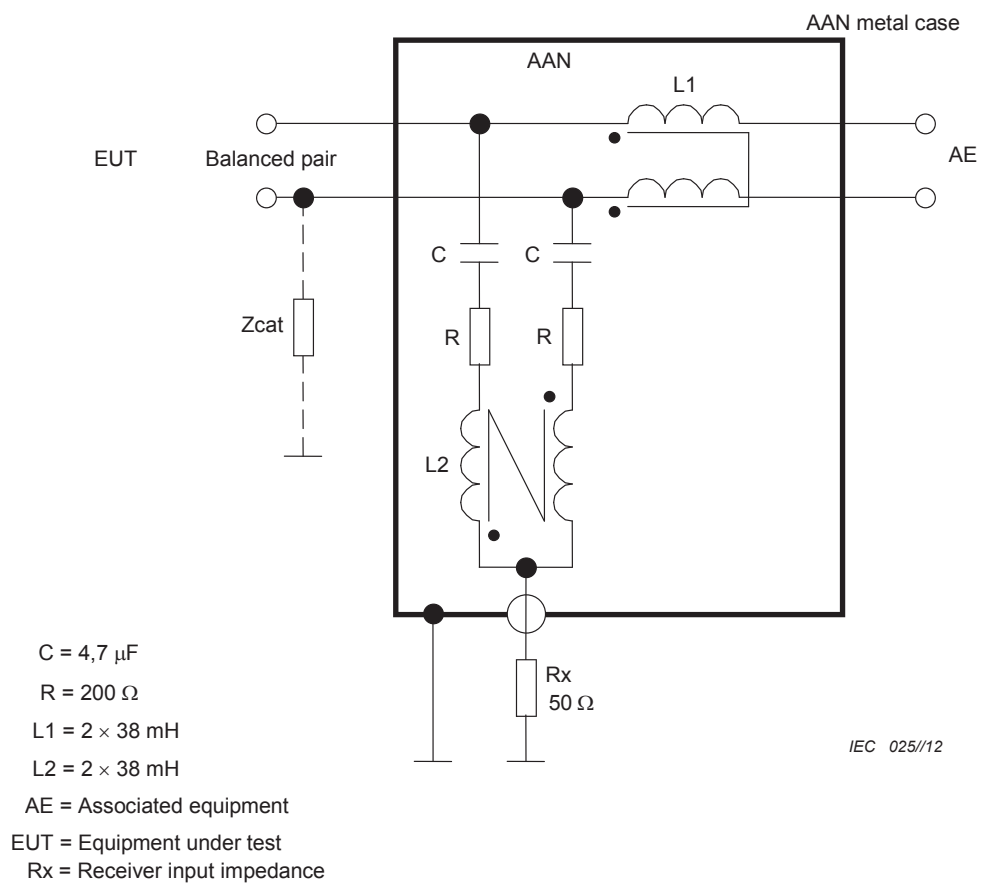 AAN metal case
AAN
L1
EUT
Balanced pair
AE
C
C
Zcat
R
R
L2
Rx
50 Ω
C = 4,7 μF
R = 200 Ω
L1 = 2 × 38 mH
L2 = 2 × 38 mH
AE = Associated equipment
EUT = Equipment under test
Rx = Receiver input impedance
IEC 025//12